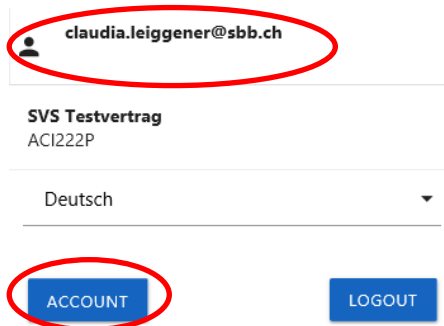 claudia.leiggener@sbb.ch
SVS Testvertrag
ACI222P
Deutsch
ACCOUNT
LOGOUT